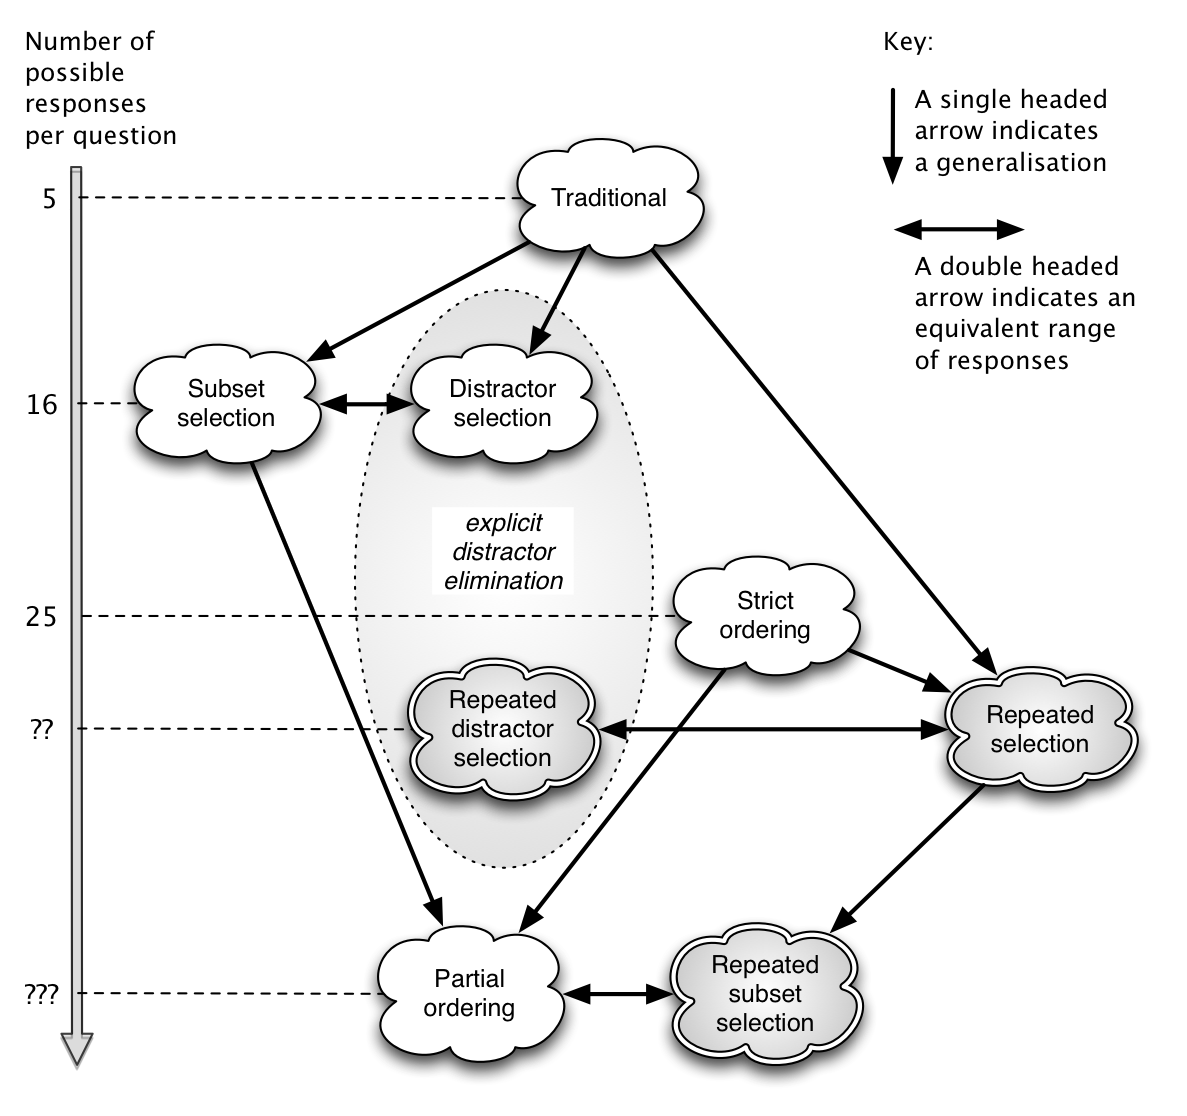 Number of
possible
responses
per question
Key:
A single headed
arrow indicates
a generalisation
A double headed
arrow indicates an
equivalent range
of responses
5
Traditional
16
Subset
selection
Distractor
selection
explicit
distractor
elimination
25
Strict
ordering
??
Repeated
distractor
selection
Repeated
selection
???
Partial
ordering
Repeated
subset
selection